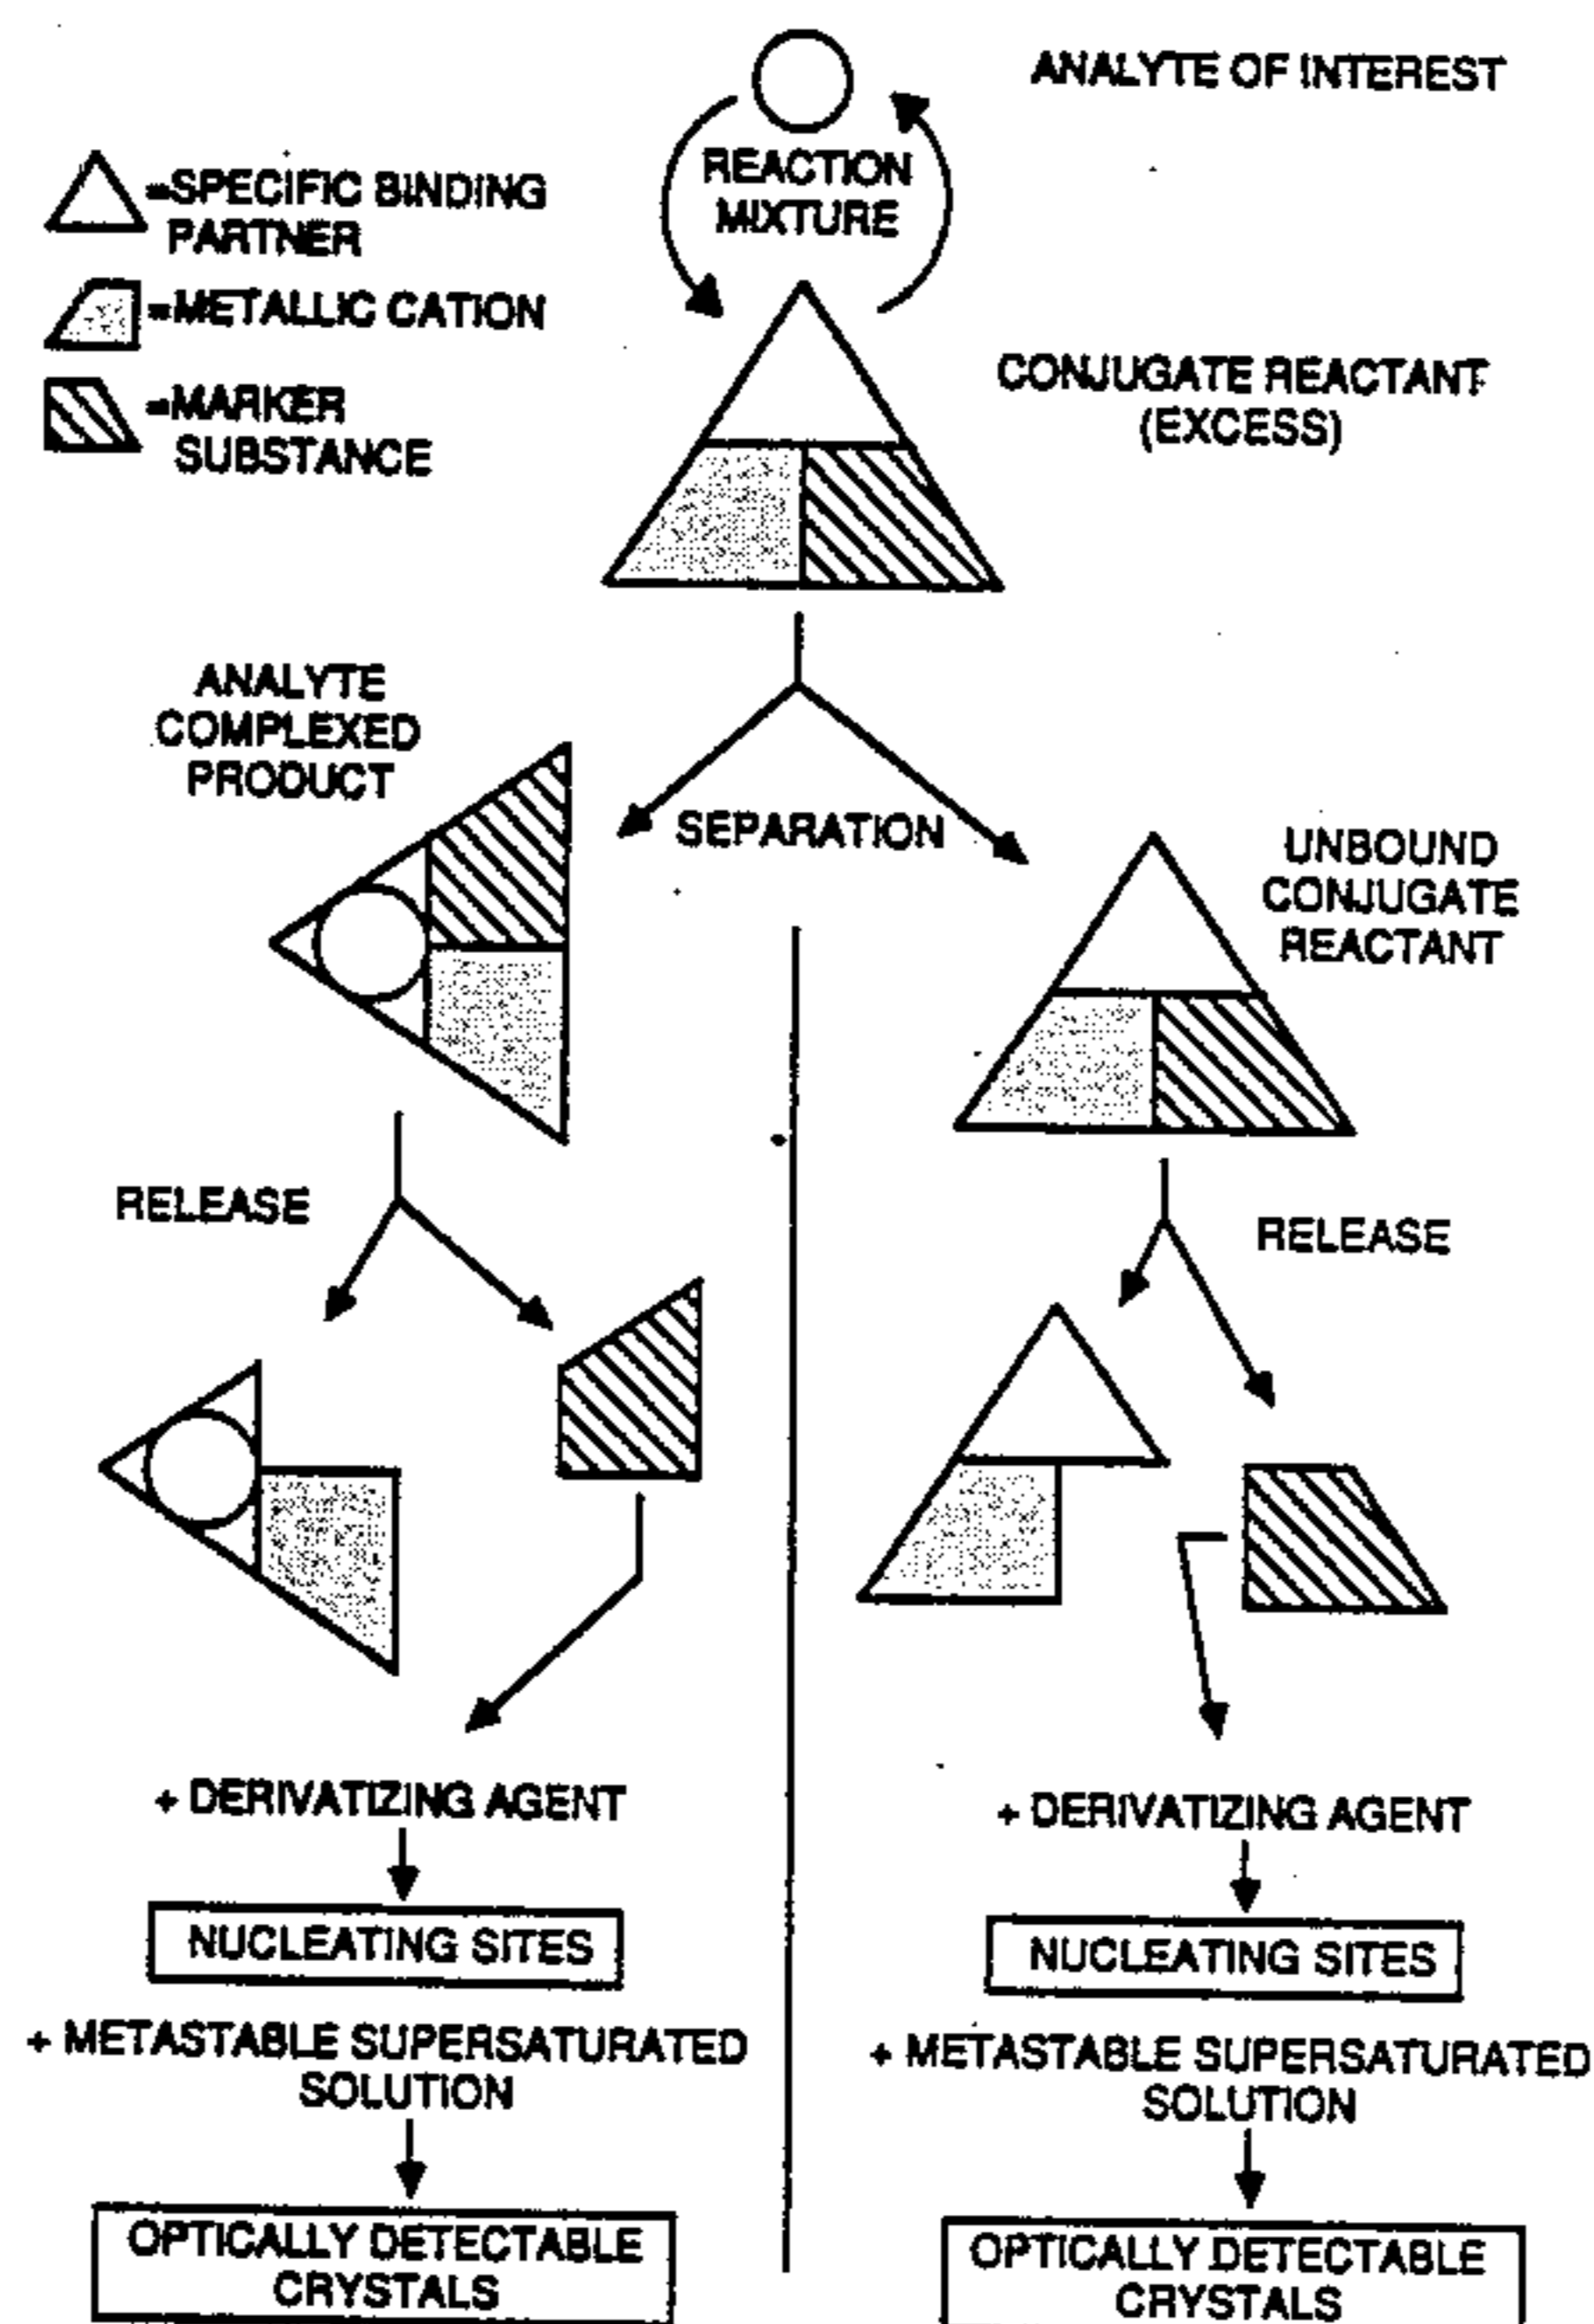 ANALYTE OF INTEREST
REACTION
MIXTURE
=SPECIFIC BINDING
PARTNER
=METALLIC CATION
=MARKER
SUBSTANCE
CONJUGATE REACTANT
(EXCESS)
ANALYTE
COMPLEXED
PRODUCT
SEPARATION
UNBOUND
CONJUGATE
REACTANT
RELEASE
RELEASE
+ DERIVATIZING AGENT
NUCLEATING SITES
+ METASTABLE SUPERSATURATED
SOLUTION
OPTICALLY DETECTABLE
CRYSTALS
+ DERIVATIZING AGENT
NUCLEATING SITES
+ METASTABLE SUPERSATURATED
SOLUTION
OPTICALLY DETECTABLE
CRYSTALS